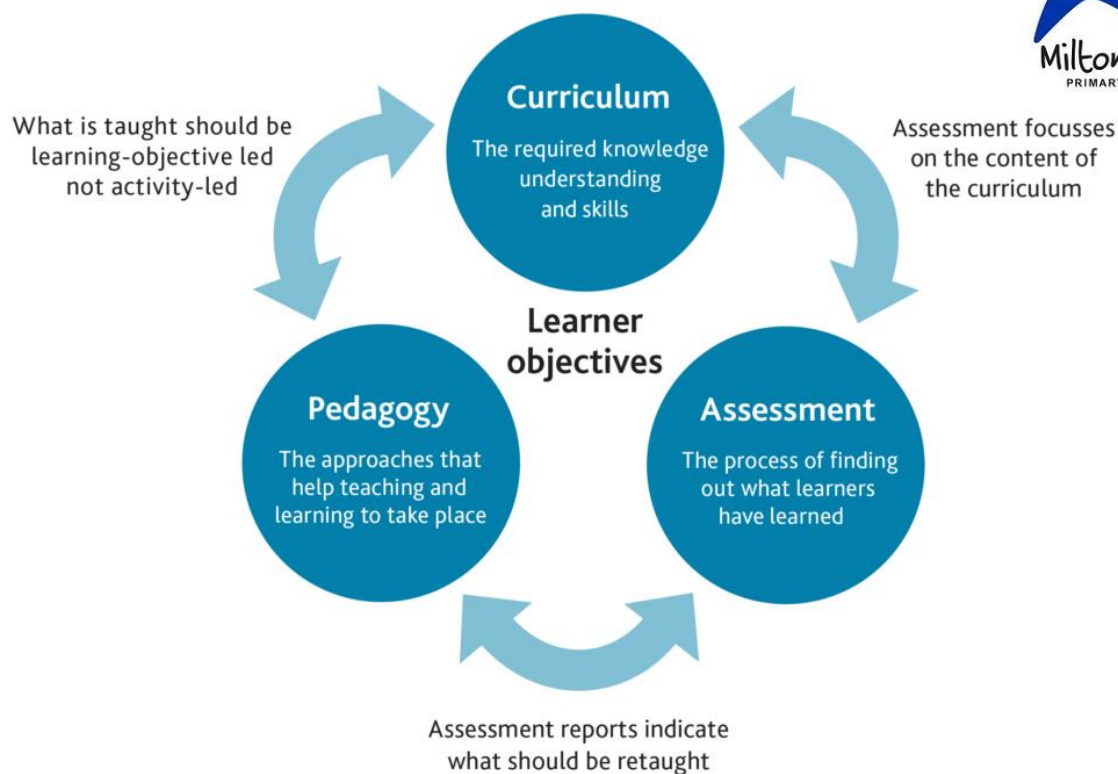 Milton
PRIMARY
Curriculum
The required knowledge
understanding
and skills
What is taught should be
learning-objective led
not activity-led
Assessment focusses
on the content of
the curriculum
Learner
objectives
Pedagogy
The approaches that
help teaching and
learning to take place
Assessment
The process of finding
out what learners
have learned
Assessment reports indicate
what should be retaught